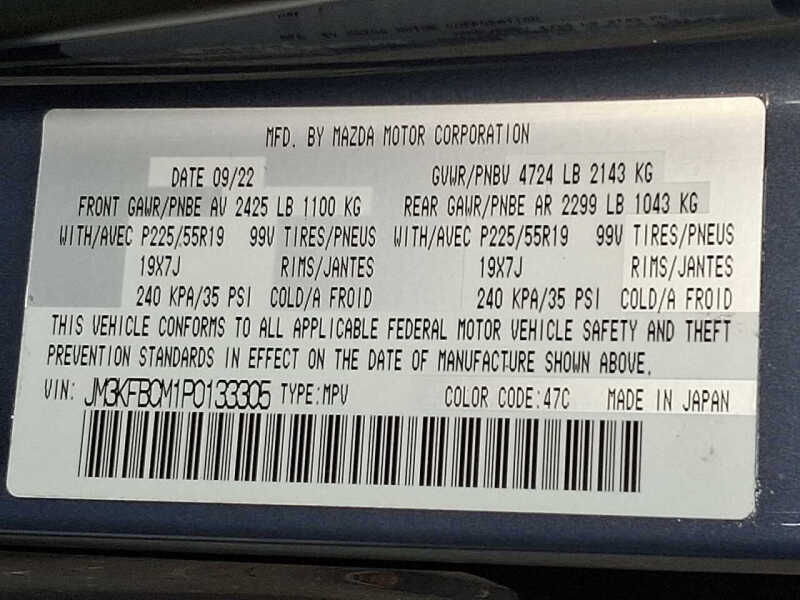 MFD. BY MAZDA MOTOR CORPORATION
DATE 09/22 GVWR/PNBV 4724 LB 2143 KG
FRONT GAWR/PNBE AV 2425 LB 1100 KG REAR GAWR/PNBE AR 2299 LB 1043 KG
WITH/AVEC P225/55R19 99V TIRES/PNEUS WITH/AVEC P225/55R19 99V TIRES/PNEUS
19X7J RIMS/JANTES 19X7J RIMS/JANTES
240 KPA/35 PSI COLD/A FROID 240 KPA/35 PSI COLD/A FROID
THIS VEHICLE CONFORMS TO ALL APPLICABLE FEDERAL MOTOR VEHICLE SAFETY AND THEFT
PREVENTION STANDARDS IN EFFECT ON THE DATE OF MANUFACTURE SHOWN ABOVE.
VIN: JM3KFBCM1P0133305 TYPE:MPV COLOR CODE:47C MADE IN JAPAN